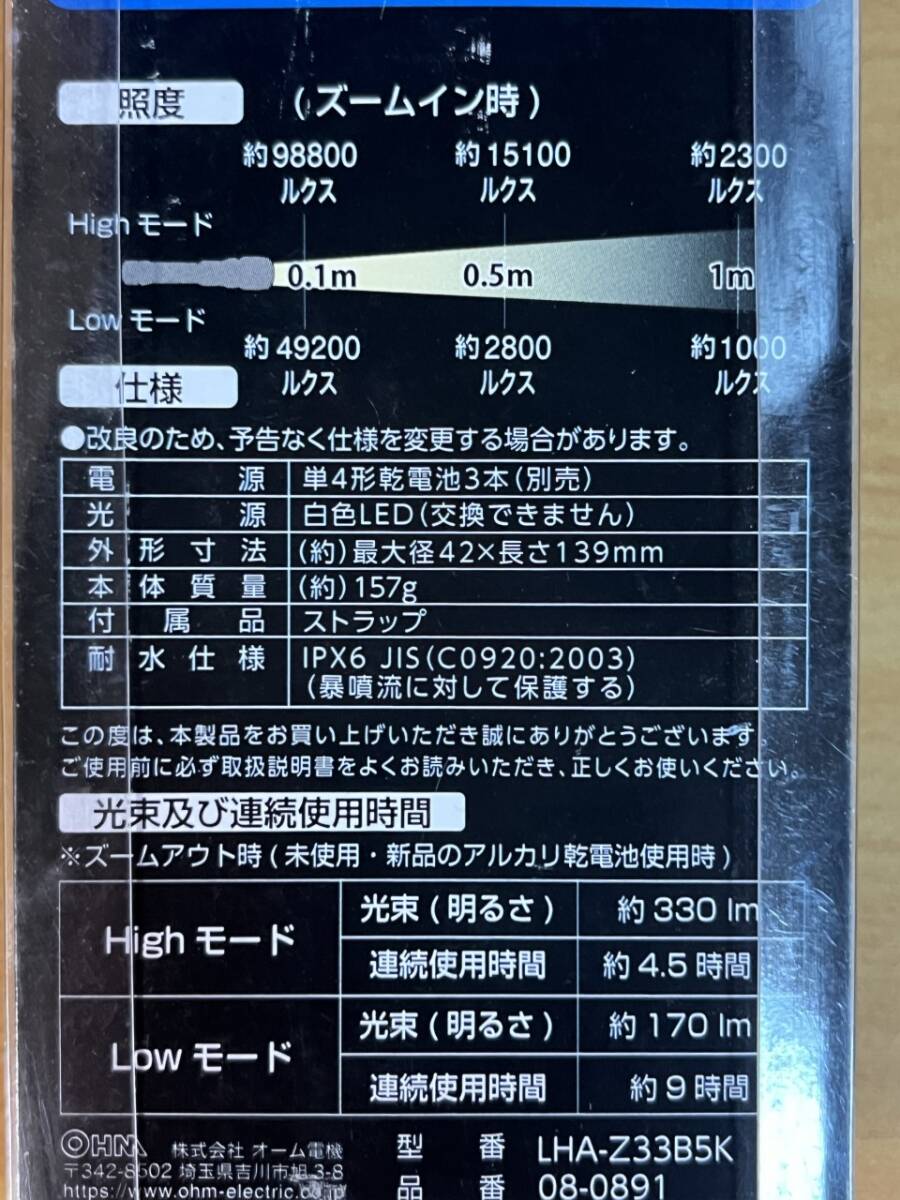 照度 (ズームイン時)
約98800 約15100 約2300
ルクス ルクス ルクス
High モード
0.1m 0.5m 1m
Low モード
約49200 約2800 約1000
ルクス ルクス ルクス
仕様
●改良のため、予告なく仕様を変更する場合があります。
電源 単4形乾電池3本(別売)
光源 白色LED(交換できません)
外形寸法 (約)最大径42×長さ139mm
本体質量 (約)157g
付属品 ストラップ
耐水仕様 IPX6 JIS(C0920:2003)
(暴噴流に対して保護する)
この度は、本製品をお買い上げいただき誠にありがとうございます。
ご使用前に必ず取扱説明書をよくお読みいただき、正しくお使いください。
光束及び連続使用時間
※ズームアウト時(未使用・新品のアルカリ乾電池使用時)
High モード 光束(明るさ) 約330 lm
連続使用時間 約4.5時間
Low モード 光束(明るさ) 約170 lm
連続使用時間 約9時間
OHM 株式会社 オーム電機 型番 LHA-Z33B5K
〒342-8502 埼玉県吉川市旭3-8
https://www.ohm-electric.co.jp 品番 08-0891